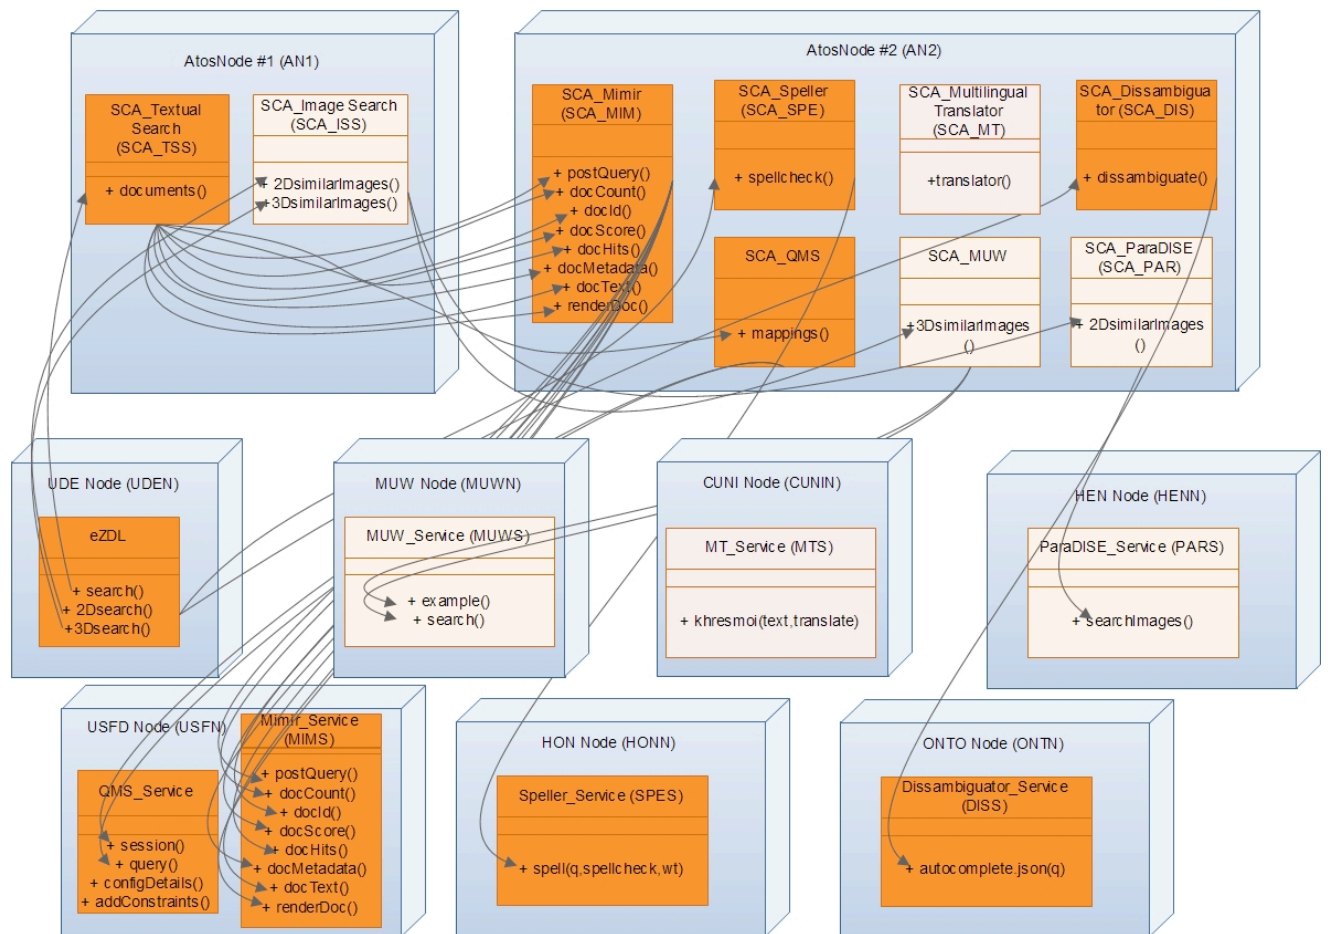 AtosNode #1 (AN1)
SCA_Textual
Search
(SCA_TSS)
+ documents()
SCA_Image Search
(SCA_ISS)
+ 2DsimilarImages()
+3DsimilarImages()
AtosNode #2 (AN2)
SCA_Mimir
(SCA_MIM)
+ postQuery()
+ docCount()
+ docId()
+ docScore()
+ docHits()
+ docMetadata()
+ docText()
+ renderDoc()
SCA_Speller
(SCA_SPE)
+ spellcheck()
SCA_Multilingual
Translator
(SCA_MT)
+translator()
SCA_Dissambigua
tor (SCA_DIS)
+ dissambiguate()
SCA_QMS
+ mappings()
SCA_MUW
+3DsimilarImages
()
SCA_ParaDISE
(SCA_PAR)
+ 2DsimilarImages
()
UDE Node (UDEN)
eZDL
+ search()
+ 2Dsearch()
+3Dsearch()
MUW Node (MUWN)
MUW_Service (MUWS)
+ example()
+ search()
CUNI Node (CUNIN)
MT_Service (MTS)
+ khresmoi(text,translate)
HEN Node (HENN)
ParaDISE_Service (PARS)
+ searchImages()
USFD Node (USFN)
QMS_Service
+ session()
+ query()
+ configDetails()
+ addConstraints()
Mimir_Service
(MIMS)
+ postQuery()
+ docCount()
+ docId()
+ docScore()
+ docHits()
+ docMetadata()
+ docText()
+ renderDoc()
HON Node (HONN)
Speller_Service (SPES)
+ spell(q,spellcheck,wt)
ONTO Node (ONTN)
Dissambiguator_Service
(DISS)
+ autocomplete.json(q)